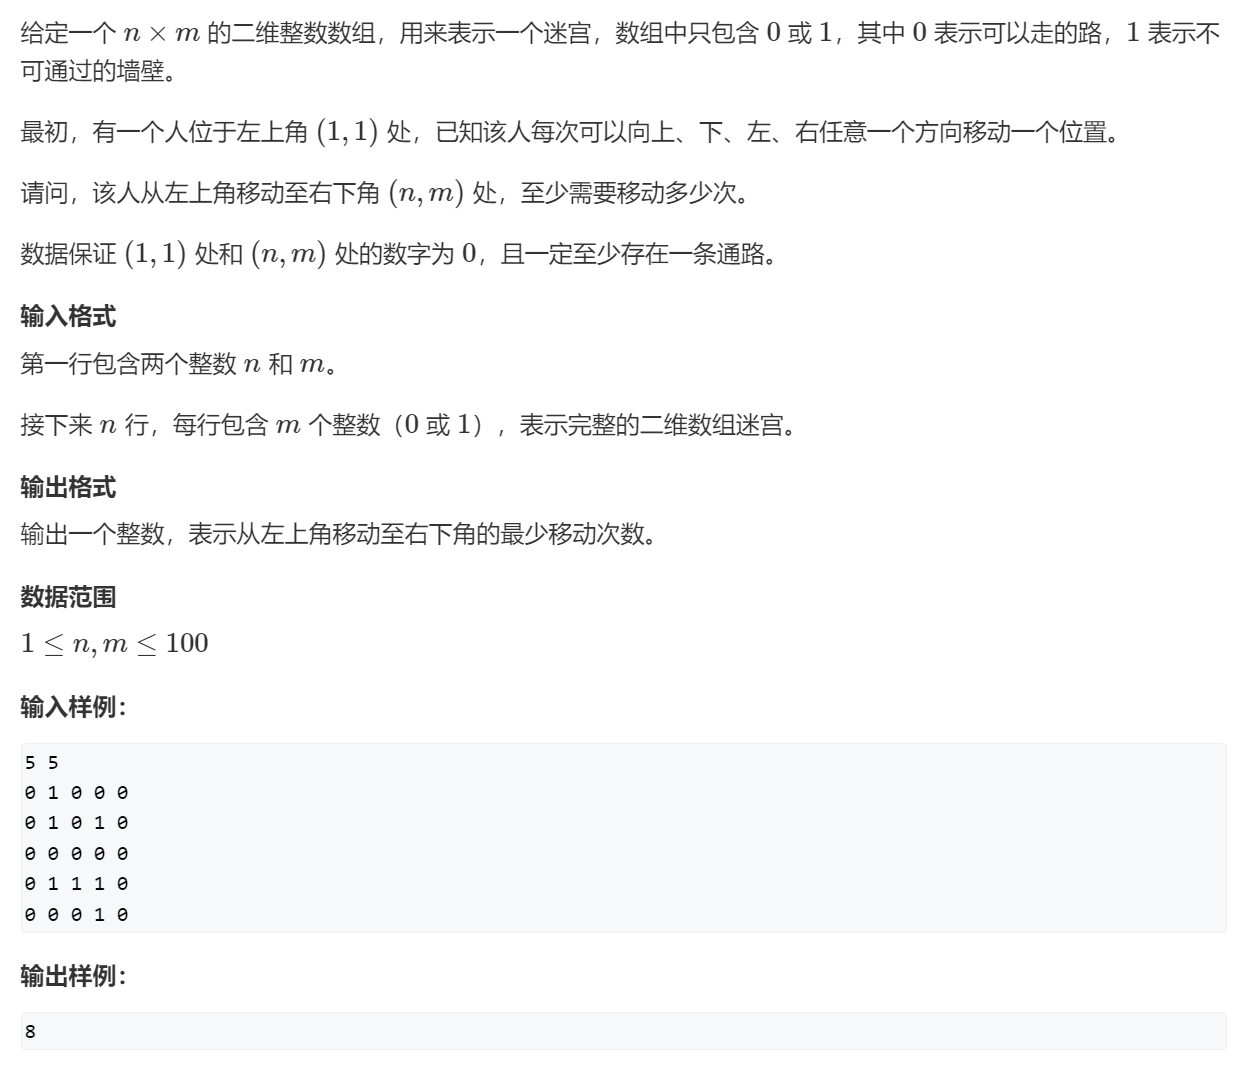 给定一个 n × m 的二维整数数组，用来表示一个迷宫，数组中只包含 0 或 1，其中 0 表示可以走的路，1 表示不
可通过的墙壁。
最初，有一个人位于左上角 (1, 1) 处，已知该人每次可以向上、下、左、右任意一个方向移动一个位置。
请问，该人从左上角移动至右下角 (n, m) 处，至少需要移动多少次。
数据保证 (1, 1) 处和 (n, m) 处的数字为 0，且一定至少存在一条通路。
输入格式
第一行包含两个整数 n 和 m。
接下来 n 行，每行包含 m 个整数（0 或 1），表示完整的二维数组迷宫。
输出格式
输出一个整数，表示从左上角移动至右下角的最少移动次数。
数据范围
1 ≤ n, m ≤ 100
输入样例：
5 5
0 1 0 0 0
0 1 0 1 0
0 0 0 0 0
0 1 1 1 0
0 0 0 1 0
输出样例：
8